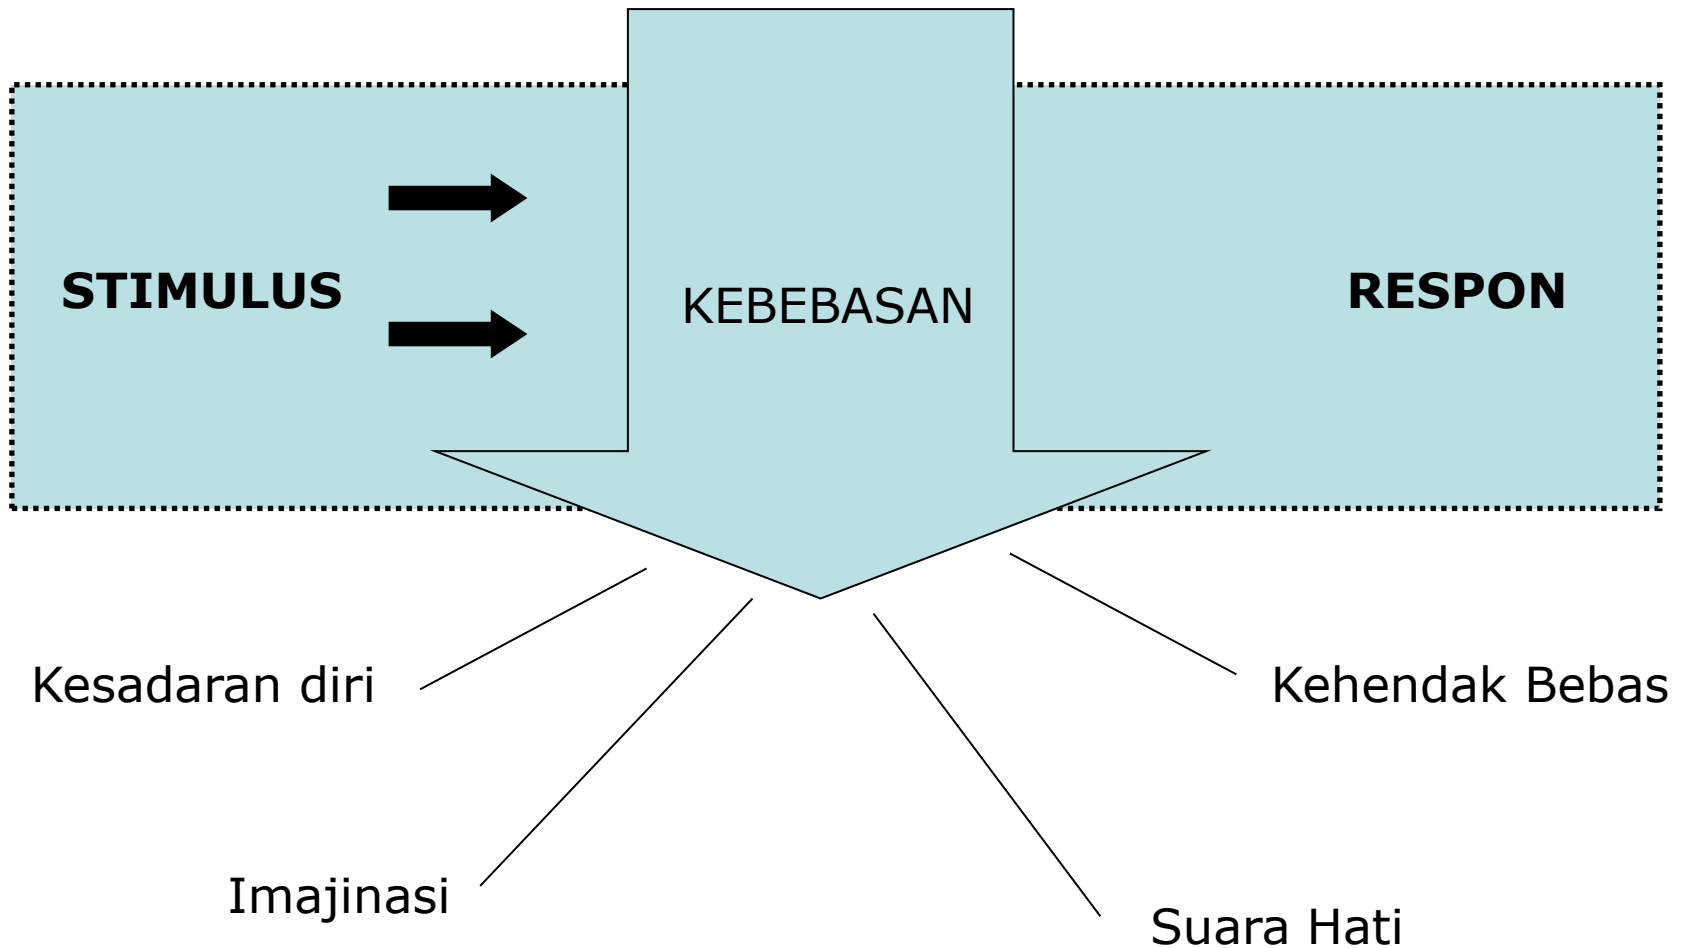 STIMULUS
KEBEBASAN
RESPON
Kesadaran diri
Kehendak Bebas
Imajinasi
Suara Hati